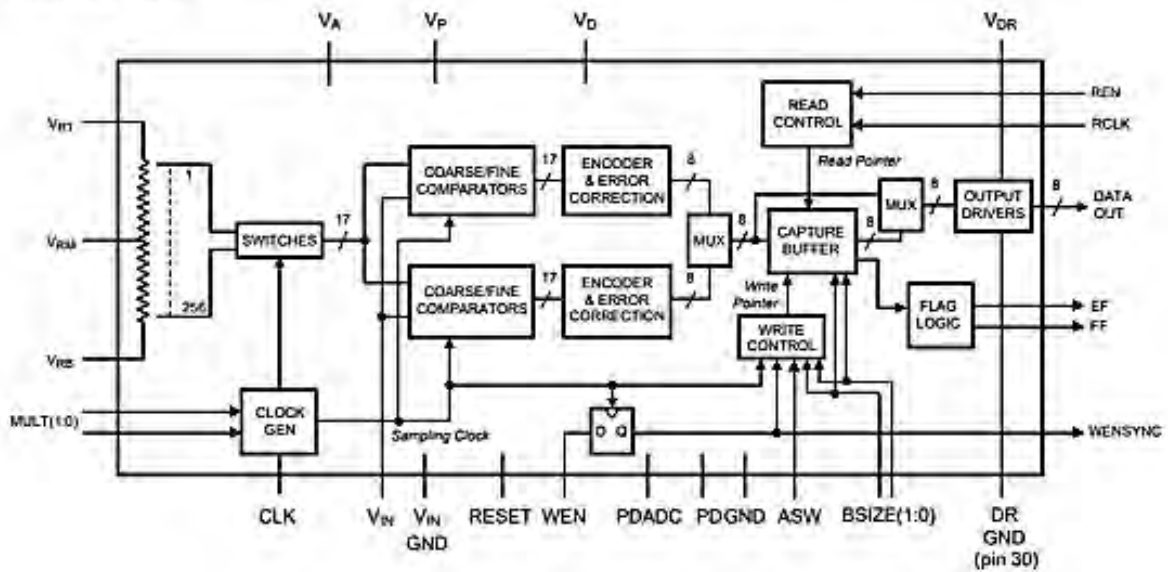 VA
VP
VD
VDR
VRT
VRM
VRB
1
256
SWITCHES
17
COARSE/FINE
COMPARATORS
17
ENCODER
& ERROR
CORRECTION
8
READ
CONTROL
REN
RCLK
Read Pointer
MUX
8
OUTPUT
DRIVERS
8
DATA
OUT
MUX
8
CAPTURE
BUFFER
8
COARSE/FINE
COMPARATORS
17
ENCODER
& ERROR
CORRECTION
8
Write
Pointer
WRITE
CONTROL
FLAG
LOGIC
EF
FF
MULT(1:0)
CLOCK
GEN
Sampling Clock
D Q
WENSYNC
CLK
VIN
VIN
GND
RESET
WEN
PDADC
PD
GND
ASW
BSIZE(1:0)
DR
GND
(pin 30)